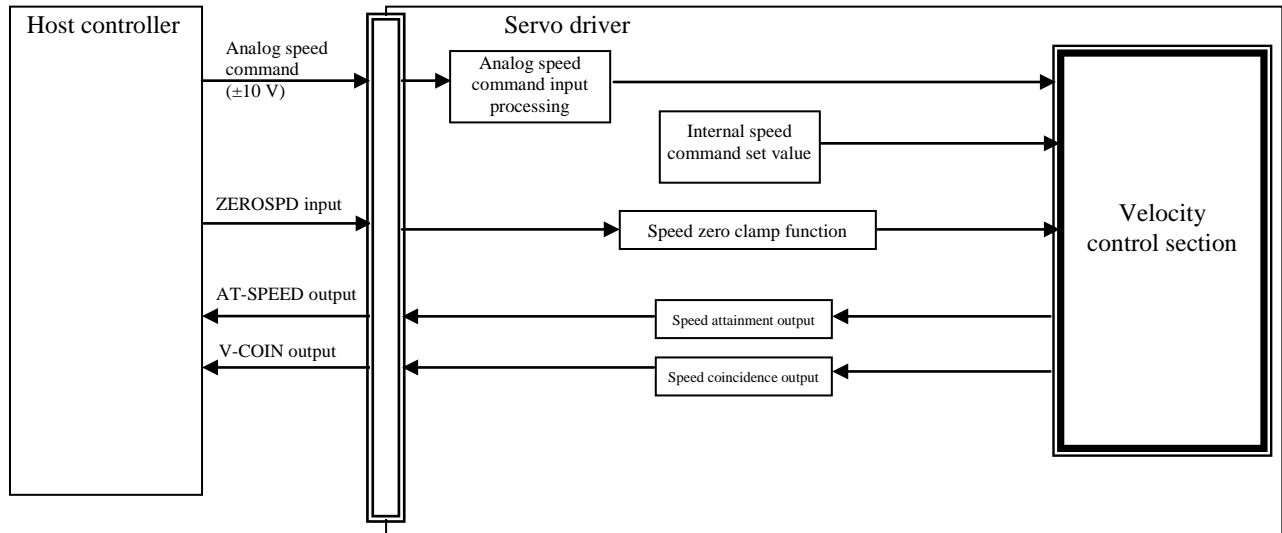 Host controller
Servo driver
Analog speed
command
(±10 V)
Analog speed
command input
processing
Internal speed
command set value
ZEROSPD input
Speed zero clamp function
Velocity
control section
AT-SPEED output
Speed attainment output
V-COIN output
Speed coincidence output